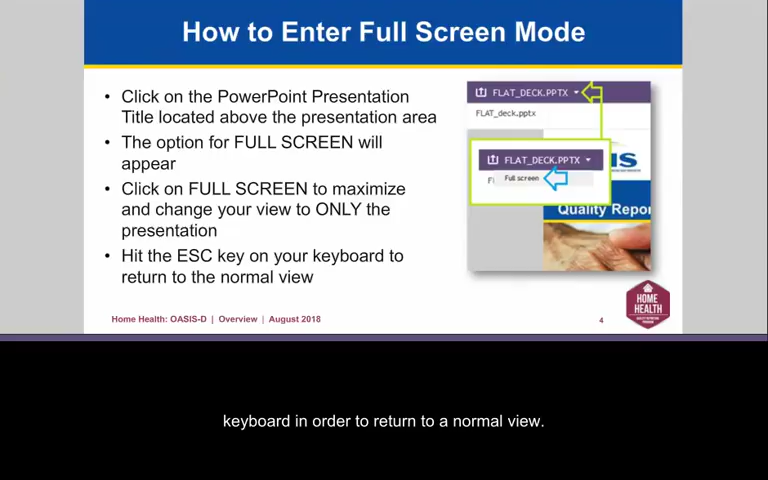 How to Enter Full Screen Mode
• Click on the PowerPoint Presentation
Title located above the presentation area
• The option for FULL SCREEN will
appear
• Click on FULL SCREEN to maximize
and change your view to ONLY the
presentation
• Hit the ESC key on your keyboard to
return to the normal view
FLAT_DECK.PPTX
FLAT_deck.pptx
FLAT_DECK.PPTX
Full screen
Quality Repor
HOME
HEALTH
Home Health: OASIS-D | Overview | August 2018
4
keyboard in order to return to a normal view.